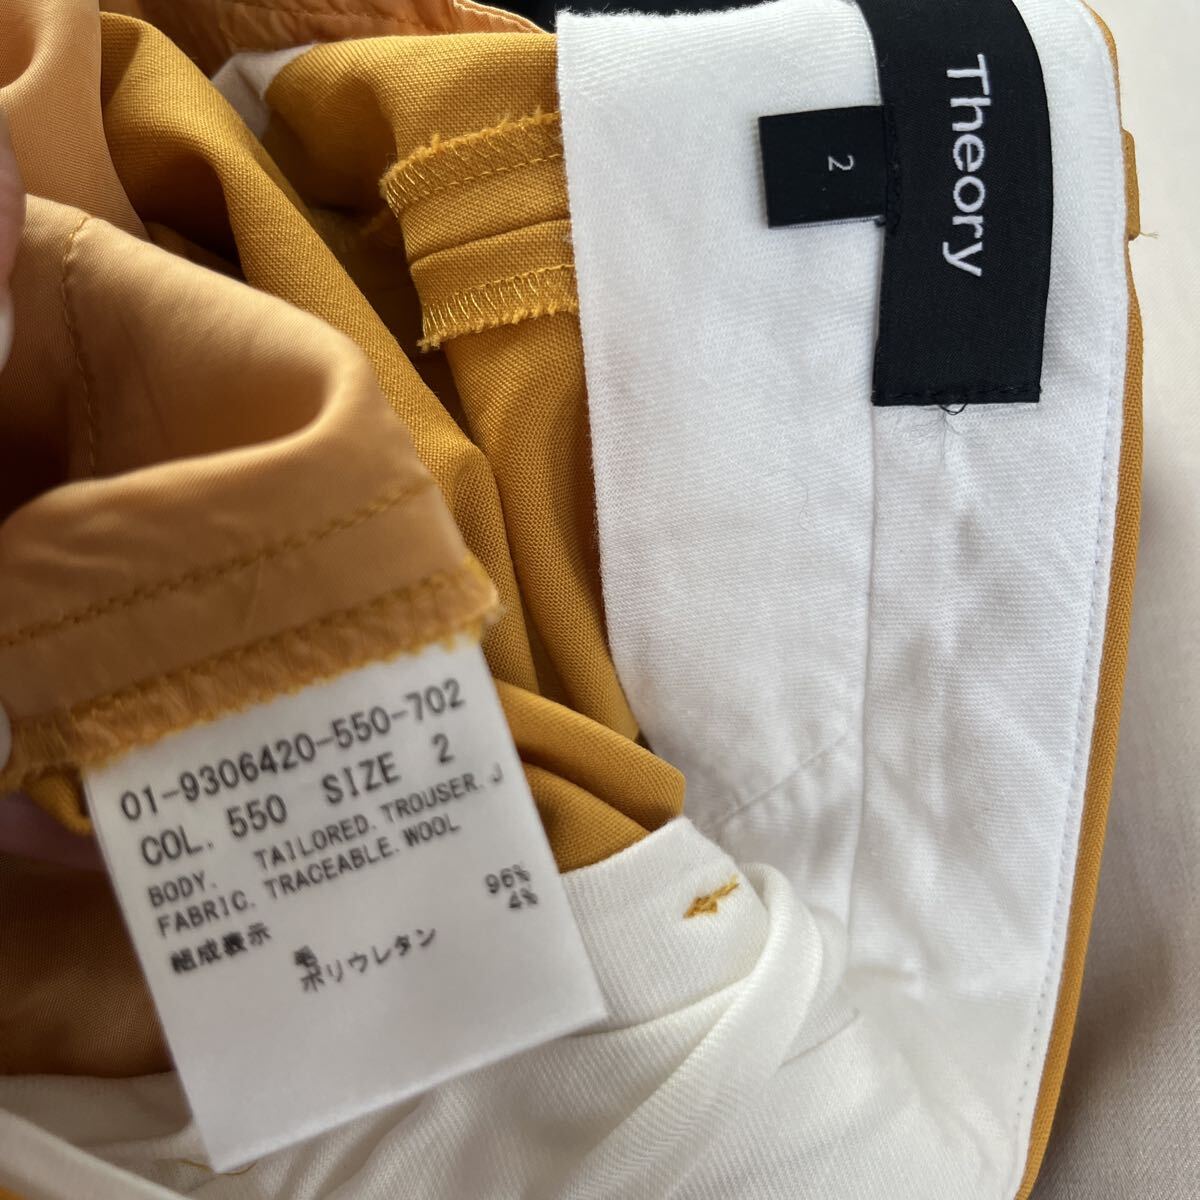 Theory
2
01-9306420-550-702
COL. 550 SIZE 2
BODY. TAILORED.TROUSER.J
FABRIC. TRACEABLE.WOOL
組成表示
毛 96%
ポリウレタン 4%